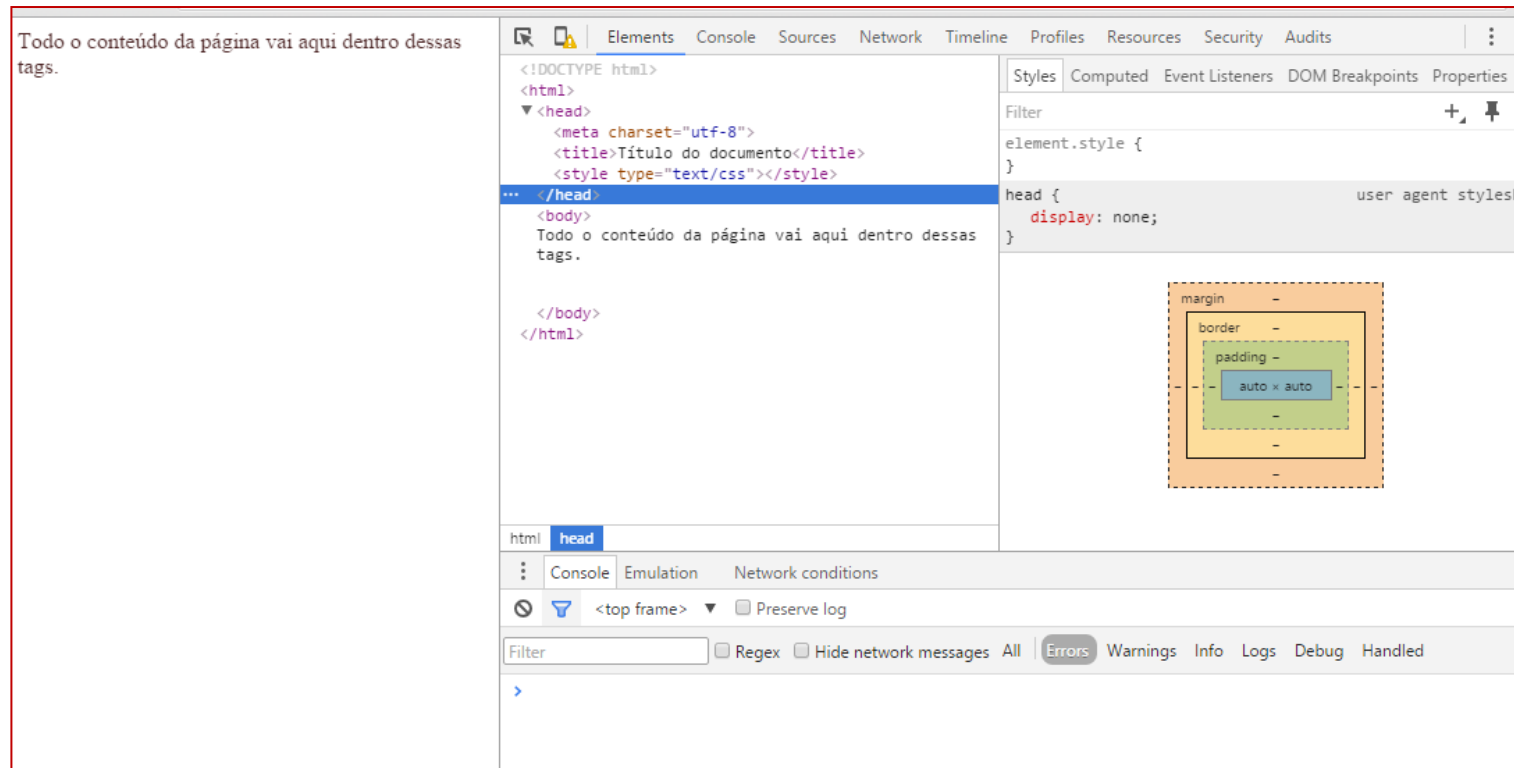 Todo o conteúdo da página vai aqui dentro dessas
tags.
Elements Console Sources Network Timeline Profiles Resources Security Audits
<!DOCTYPE html>
<html>
▼<head>
<meta charset="utf-8">
<title>Título do documento</title>
<style type="text/css"></style>
... </head>
<body>
Todo o conteúdo da página vai aqui dentro dessas
tags.
</body>
</html>
html head
Styles Computed Event Listeners DOM Breakpoints Properties
Filter
element.style {
}
head { user agent styles
display: none;
}
margin –
border –
padding –
– – – auto × auto – – –
–
–
–
Console Emulation Network conditions
<top frame> ▼ Preserve log
Filter Regex Hide network messages All Errors Warnings Info Logs Debug Handled
>